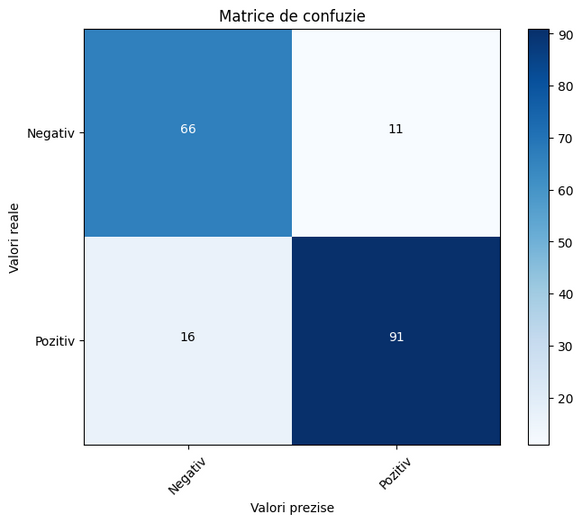 Matrice de confuzie
Valori reale
Negativ
66
11
Pozitiv
16
91
Negativ
Pozitiv
Valori prezise
90
80
70
60
50
40
30
20